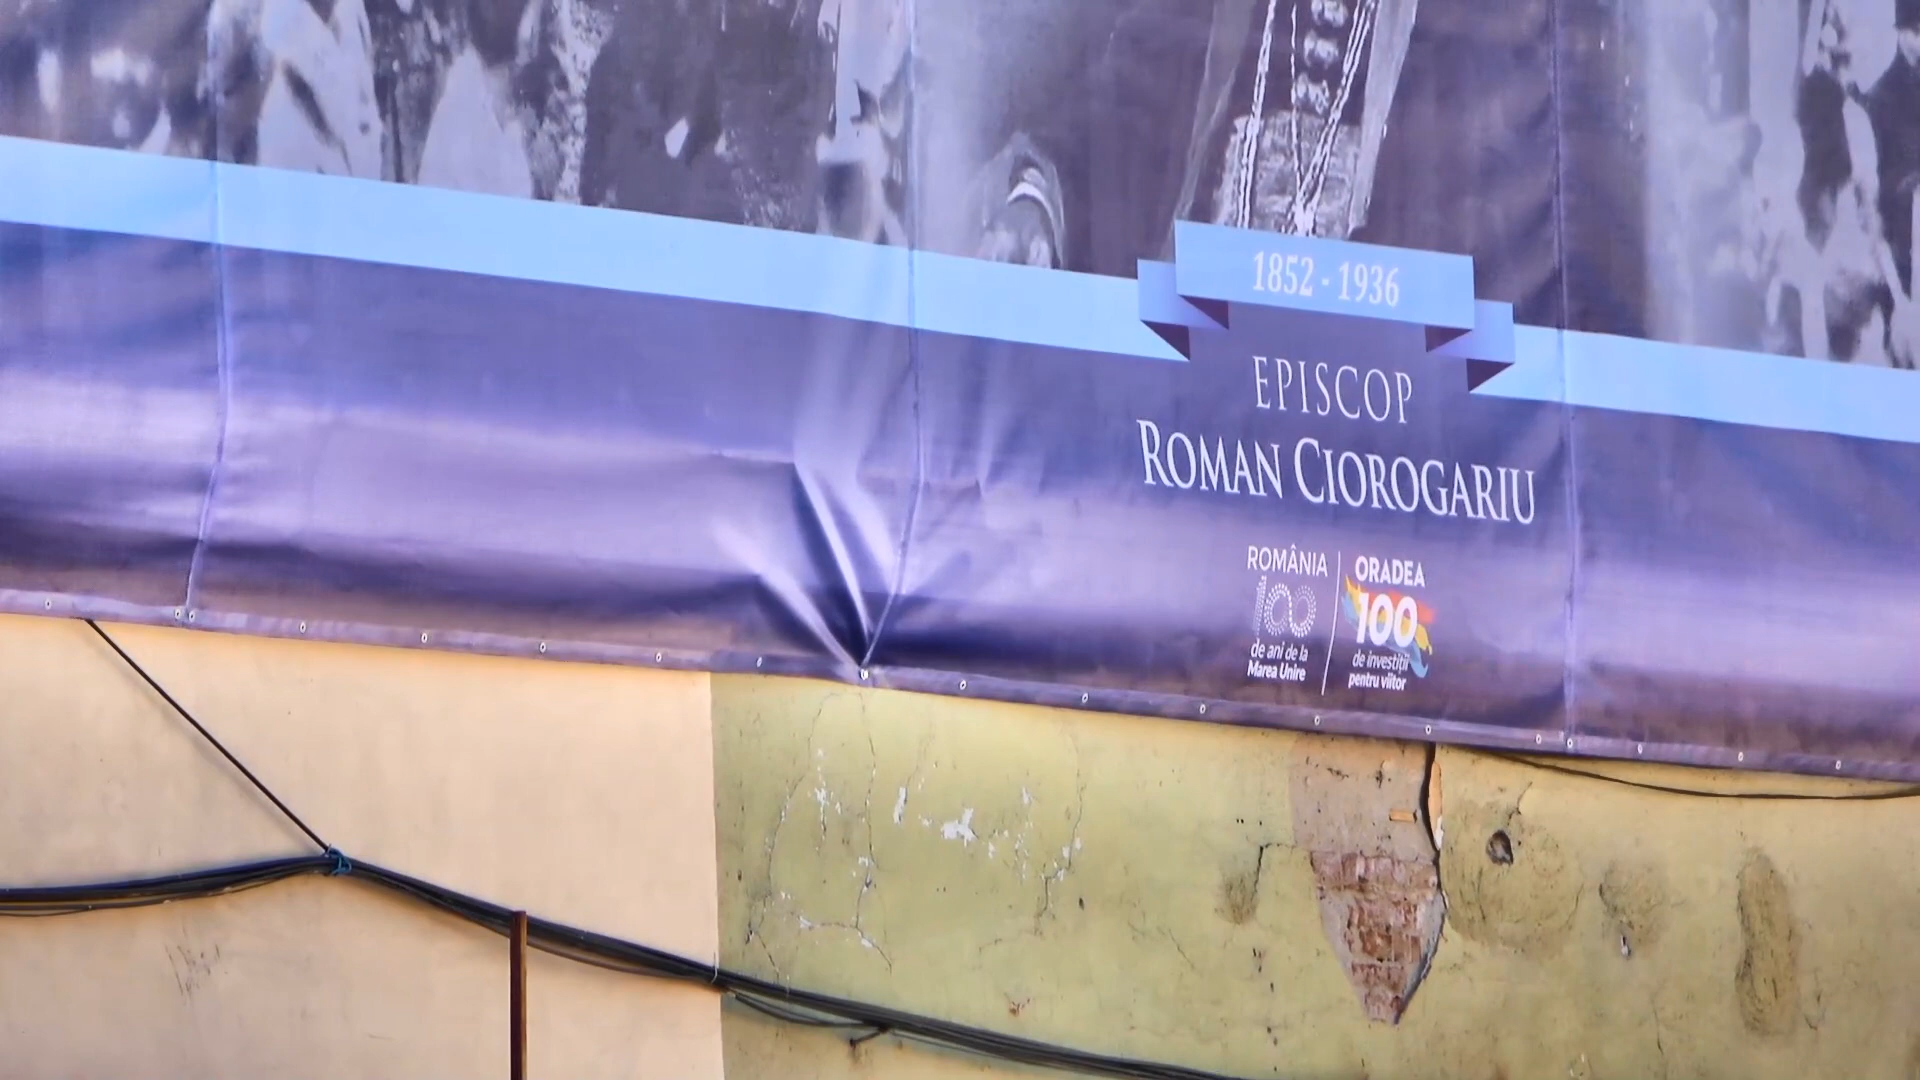 1852 - 1936
EPISCOP
ROMAN CIOROGARIU
ROMÂNIA
100
de ani de la
Marea Unire
ORADEA
100
de investiții
pentru viitor